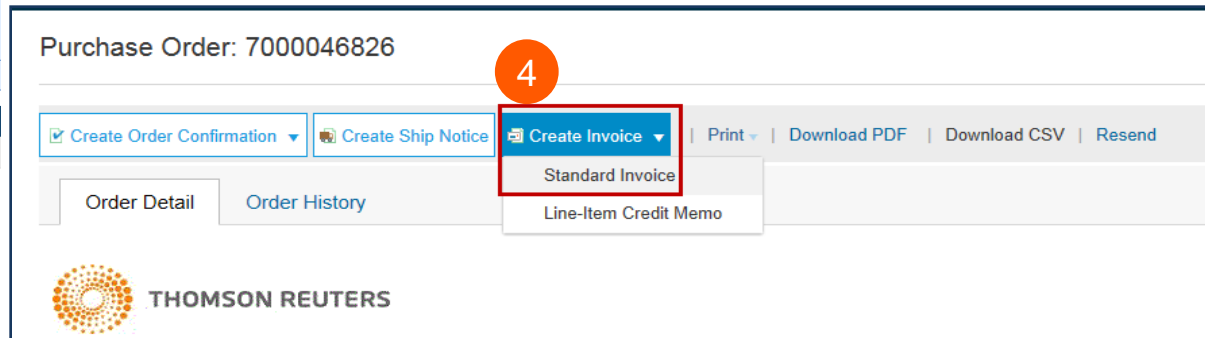 Purchase Order: 7000046826
4
Create Order Confirmation Create Ship Notice Create Invoice | Print | Download PDF | Download CSV | Resend
Standard Invoice
Order Detail Order History
Line-Item Credit Memo
THOMSON REUTERS